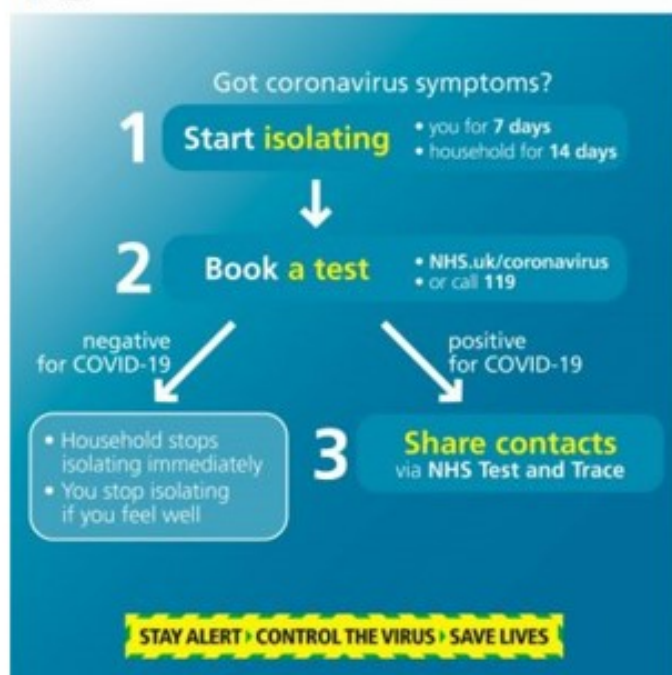 Got coronavirus symptoms?
1
Start isolating
• you for 7 days
• household for 14 days
2
Book a test
• NHS.uk/coronavirus
• or call 119
negative
for COVID-19
positive
for COVID-19
• Household stops
isolating immediately
• You stop isolating
if you feel well
3
Share contacts
via NHS Test and Trace
STAY ALERT › CONTROL THE VIRUS › SAVE LIVES